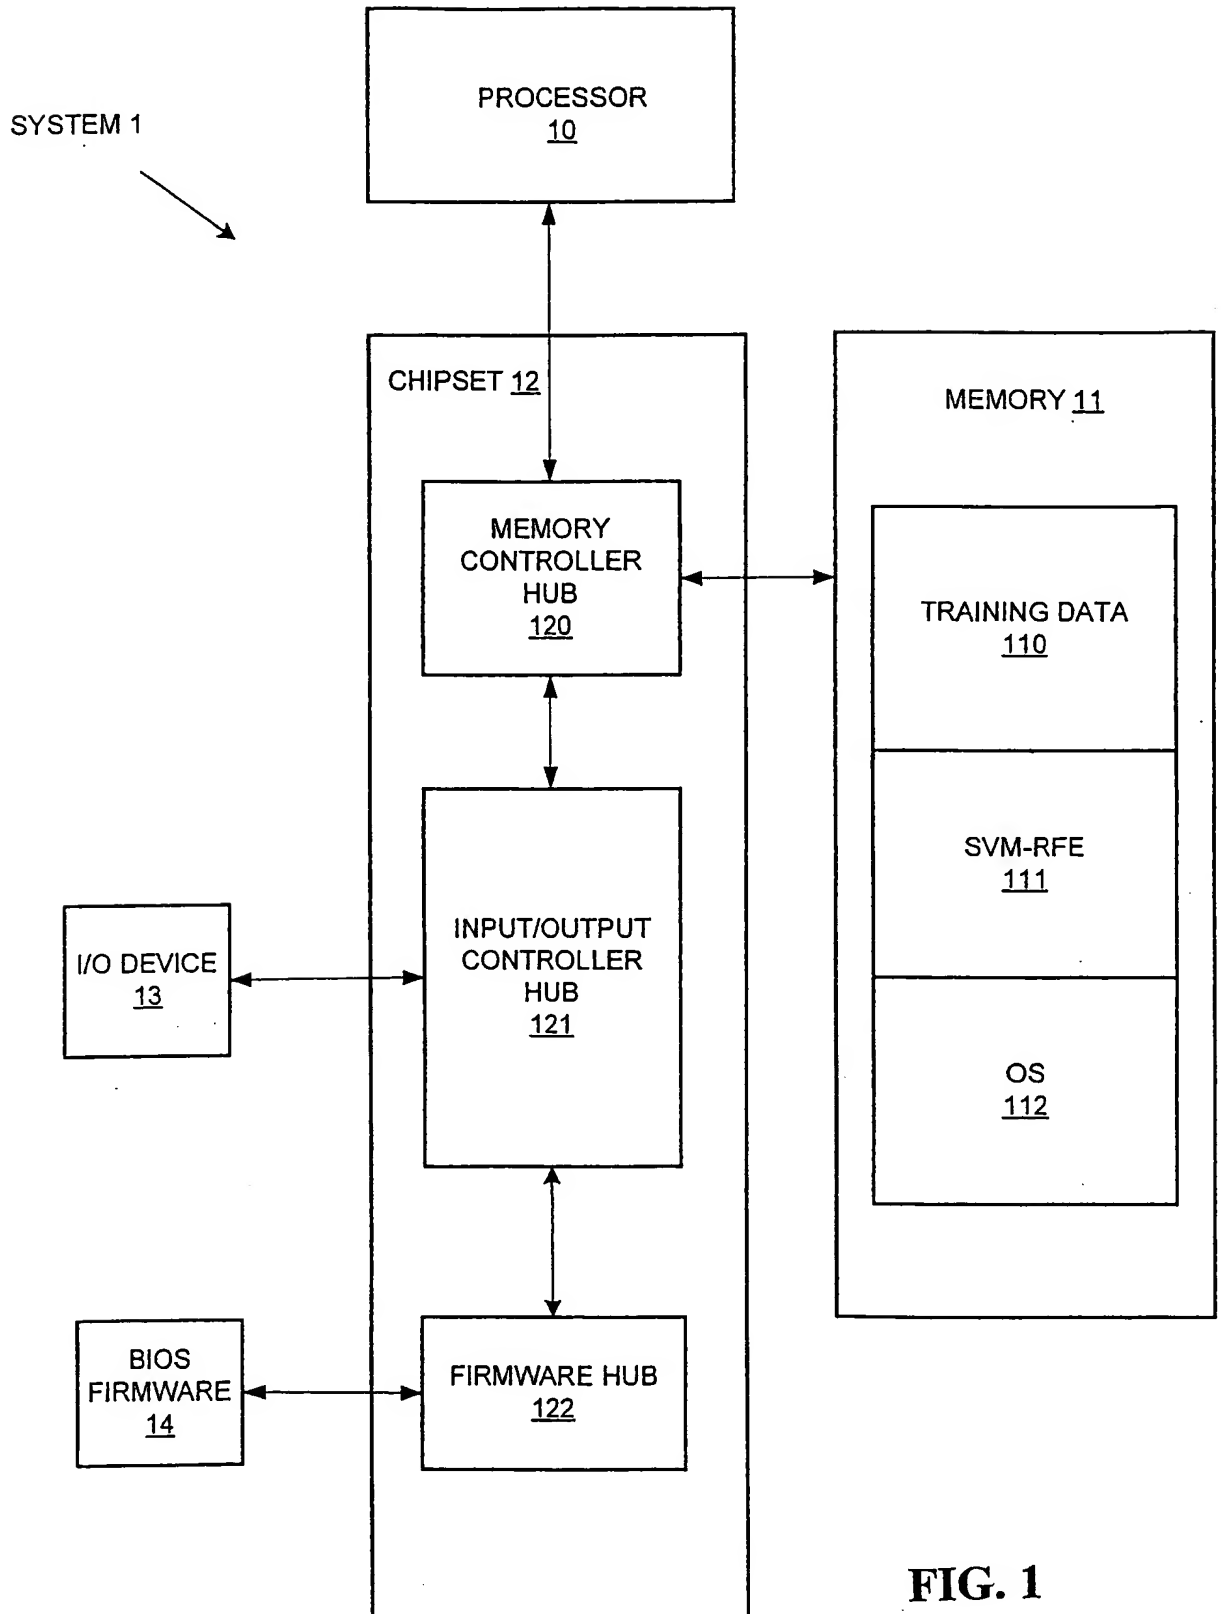 PROCESSOR
10
SYSTEM 1
CHIPSET 12
MEMORY 11
MEMORY
CONTROLLER
HUB
120
TRAINING DATA
110
SVM-RFE
111
INPUT/OUTPUT
CONTROLLER
HUB
121
I/O DEVICE
13
OS
112
BIOS
FIRMWARE
14
FIRMWARE HUB
122
FIG. 1